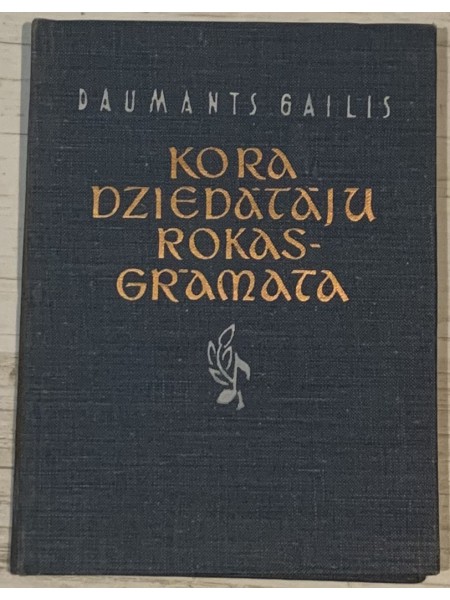 DAUMANTS GAILIS
KORA
DZIEDĀTĀJU
ROKAS-
GRĀMATA